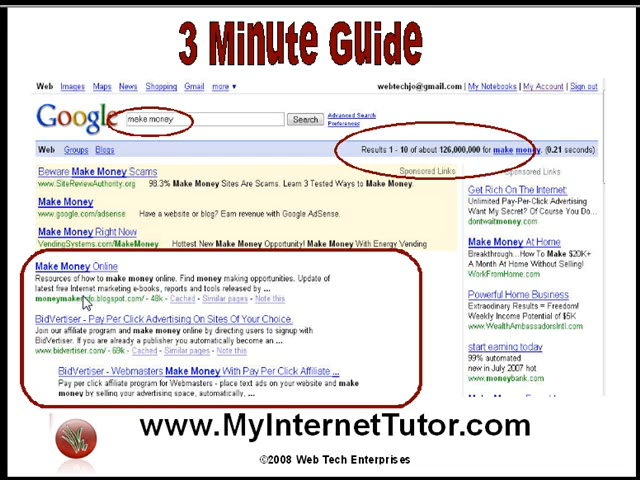 3 Minute Guide
Web Images Maps News Shopping Gmail more ▼
webtechjo@gmail.com | My Notebooks | My Account | Sign out
Google
make money
Search
Advanced Search
Preferences
Web Groups Blogs
Results 1 - 10 of about 126,000,000 for make money. (0.21 seconds)
Beware Make Money Scams
Sponsored Links
www.SiteReviewAuthority.org 98.3% Make Money Sites Are Scams. Learn 3 Tested Ways to Make Money.
Make Money
www.google.com/adsense Have a website or blog? Earn revenue with Google AdSense.
Make Money Right Now
VendingSystems.com/MakeMoney Hottest New Make Money Opportunity! Make Money With Energy Vending
Make Money Online
Resources of how to make money online. Find money making opportunities. Update of
latest free Internet marketing e-books, reports and tools released by ...
.blogspot.com/ - 48k - Cached - Similar pages - Note this
BidVertiser - Pay Per Click Advertising On Sites Of Your Choice.
Join our affiliate program and make money online by directing users to signup with
BidVertiser. If you are already a publisher you automatically become an ...
www.bidvertiser.com/ - 69k - Cached - Similar pages - Note this
BidVertiser - Webmasters Make Money With Pay Per Click Affiliate ...
Pay per click affiliate program for Webmasters - place text ads on your website and make
money by selling your advertising space, automatically, ...
Sponsored Links
Get Rich On The Internet:
Unlimited Pay-Per-Click Advertising
Want My Secret? Of Course You Do...
dontwaitmoney.com
Make Money At Home
Breakthrough...How To Make $20K+
A Month At Home Without Selling!
WorkFromHome.com
Powerful Home Business
Extraordinary Results = Freedom!
Weekly Income Potential of $5K
www.WealthAmbassadorsIntl.com
start earning today
99% automated
new in July 2007 hot
www.moneybank.com
www.MyInternetTutor.com
©2008 Web Tech Enterprises